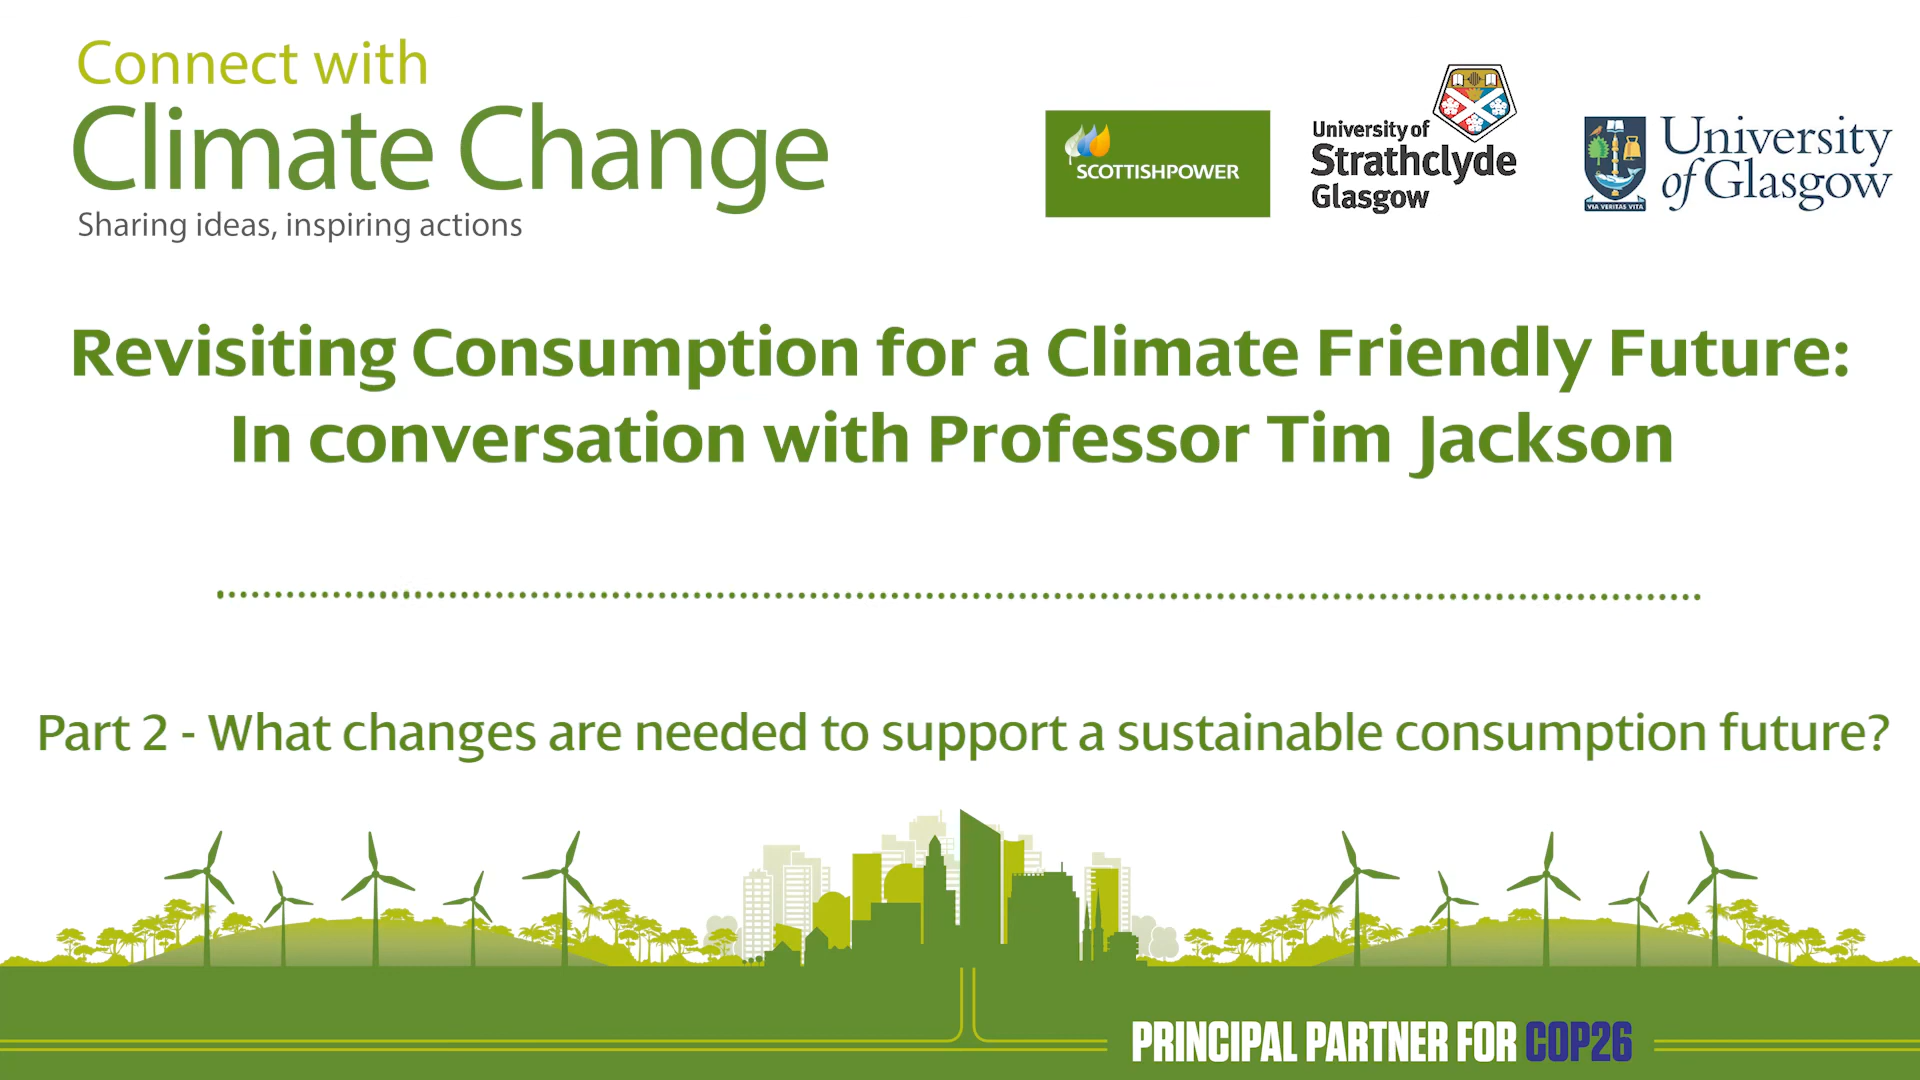 Connect with
Climate Change
Sharing ideas, inspiring actions
SCOTTISHPOWER
University of
Strathclyde
Glasgow
University
of Glasgow
VIA VERITAS VITA
Revisiting Consumption for a Climate Friendly Future:
In conversation with Professor Tim Jackson
Part 2 - What changes are needed to support a sustainable consumption future?
PRINCIPAL PARTNER FOR COP26